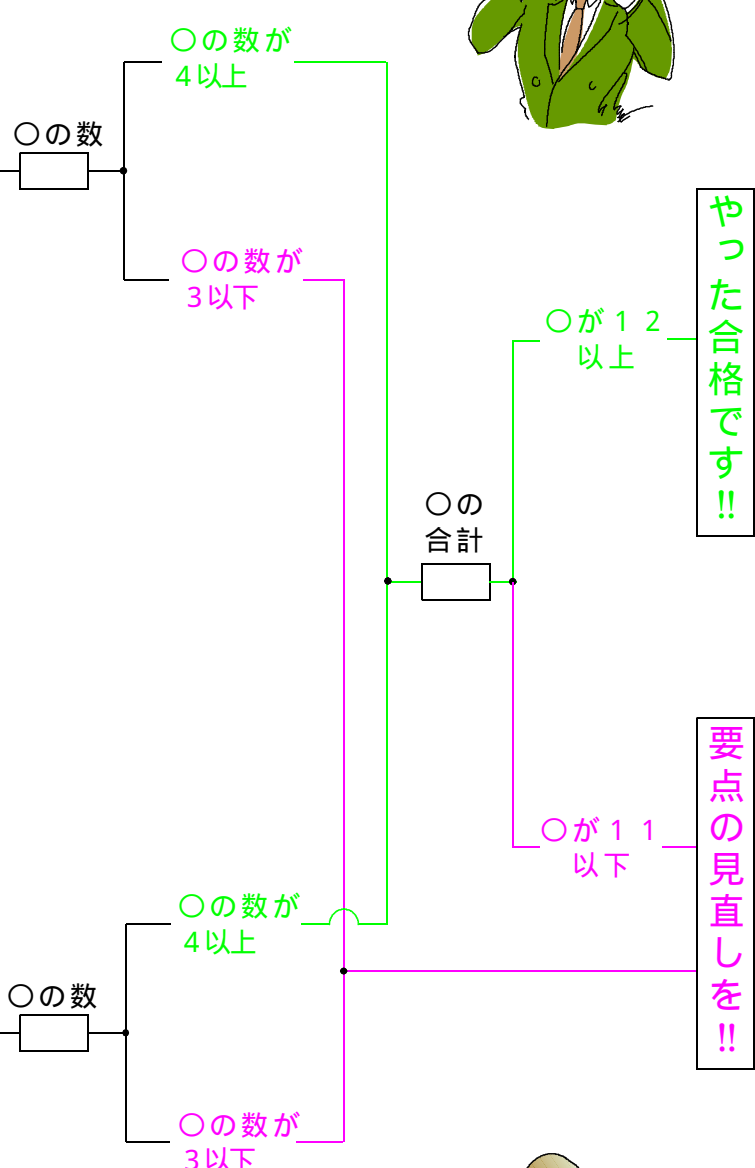 ○の数が
4以上
○の数
○の数が
3以下
○が12
以上
やった合格です!!
○の
合計
○が11
以下
要点の見直しを!!
○の数が
4以上
○の数
○の数が
3以下